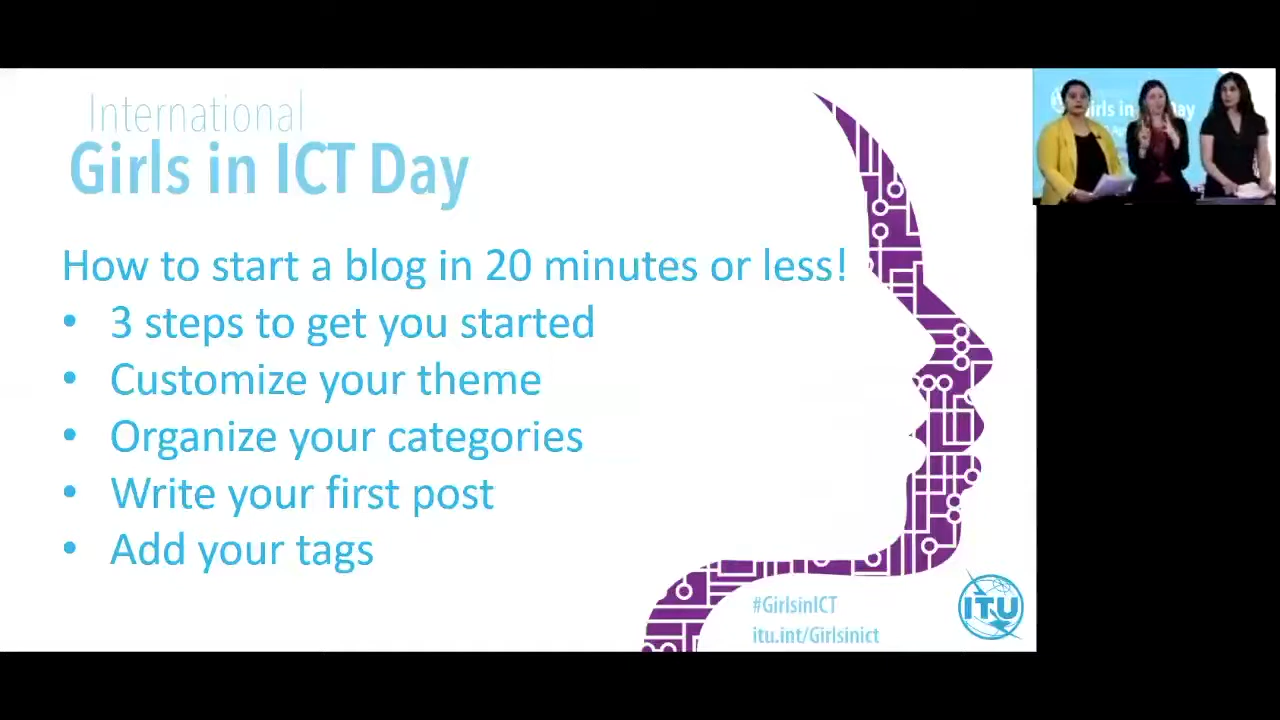 International
Girls in ICT Day
How to start a blog in 20 minutes or less!
• 3 steps to get you started
• Customize your theme
• Organize your categories
• Write your first post
• Add your tags
#GirlsinICT
itu.int/Girlsinict
ITU